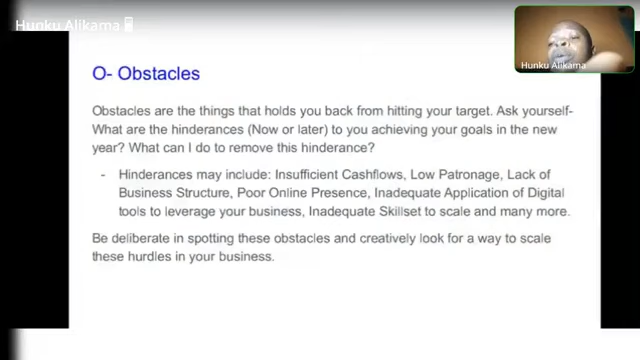 Hunku Alikama
Hunku Alikama
O- Obstacles
Obstacles are the things that holds you back from hitting your target. Ask yourself-
What are the hinderances (Now or later) to you achieving your goals in the new
year? What can I do to remove this hinderance?
- Hinderances may include: Insufficient Cashflows, Low Patronage, Lack of
Business Structure, Poor Online Presence, Inadequate Application of Digital
tools to leverage your business, Inadequate Skillset to scale and many more.
Be deliberate in spotting these obstacles and creatively look for a way to scale
these hurdles in your business.